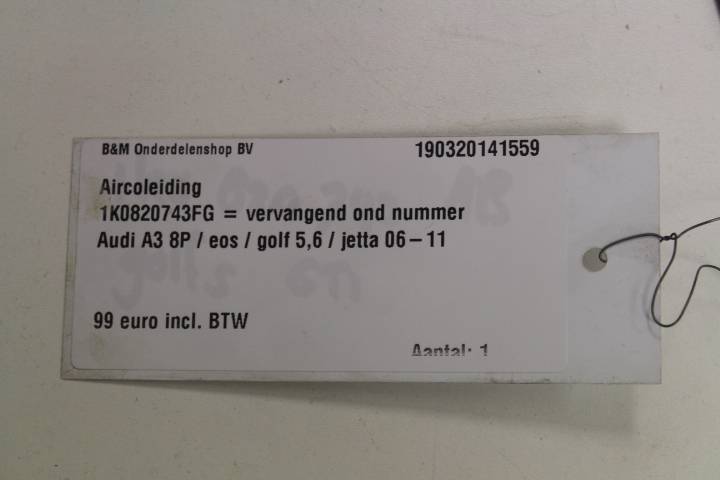 B&M Onderdelenshop BV
190320141559
Aircoleiding
1K0820743FG = vervangend ond nummer
Audi A3 8P / eos / golf 5,6 / jetta 06 – 11
99 euro incl. BTW
Aantal: 1